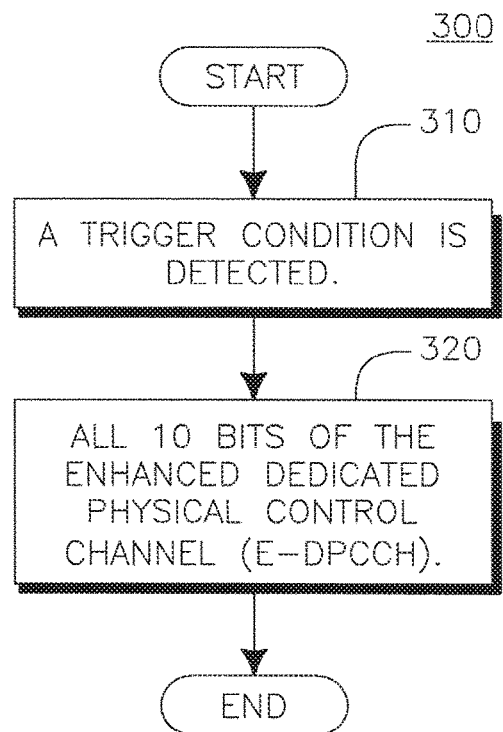 300
START
310
A TRIGGER CONDITION IS
DETECTED.
320
ALL 10 BITS OF THE
ENHANCED DEDICATED
PHYSICAL CONTROL
CHANNEL (E-DPCCH).
END